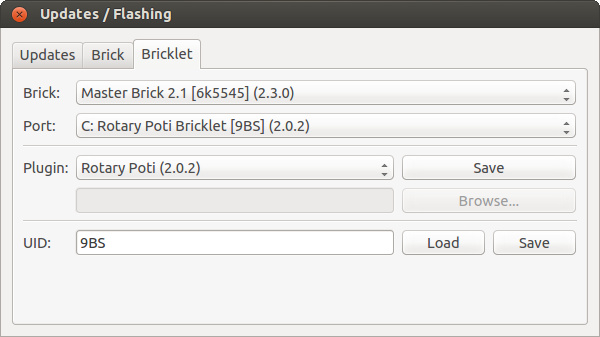 Updates / Flashing
Updates Brick Bricklet
Brick: Master Brick 2.1 [6k5545] (2.3.0)
Port: C: Rotary Poti Bricklet [9BS] (2.0.2)
Plugin: Rotary Poti (2.0.2) Save
Browse...
UID: 9BS Load Save